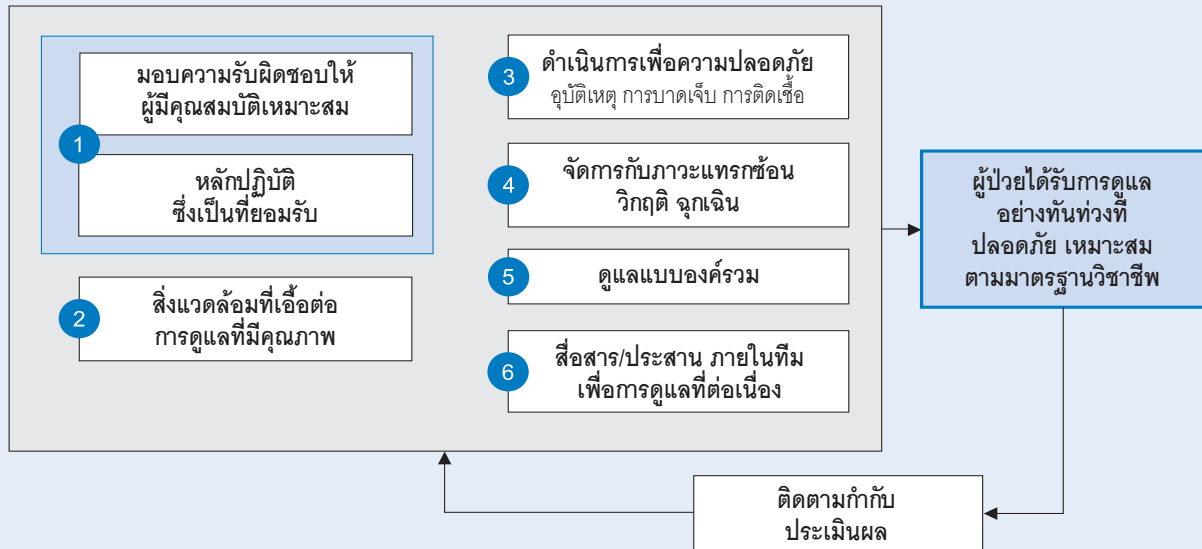 1
มอบความรับผิดชอบให้
ผู้มีคุณสมบัติเหมาะสม
หลักปฏิบัติ
ซึ่งเป็นที่ยอมรับ
2
สิ่งแวดล้อมที่เอื้อต่อ
การดูแลที่มีคุณภาพ
3
ดำเนินการเพื่อความปลอดภัย
อุบัติเหตุ การบาดเจ็บ การติดเชื้อ
4
จัดการกับภาวะแทรกซ้อน
วิกฤติ ฉุกเฉิน
5
ดูแลแบบองค์รวม
6
สื่อสาร/ประสาน ภายในทีม
เพื่อการดูแลที่ต่อเนื่อง
ผู้ป่วยได้รับการดูแล
อย่างทันท่วงที
ปลอดภัย เหมาะสม
ตามมาตรฐานวิชาชีพ
ติดตามกำกับ
ประเมินผล